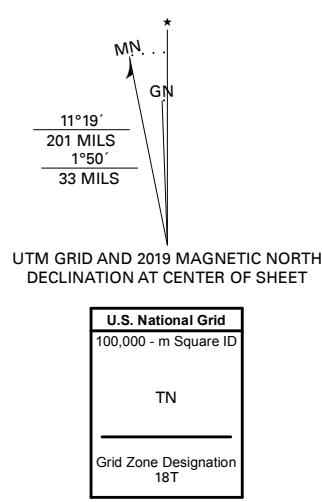 MN
GN
11°19´
201 MILS
1°50´
33 MILS
UTM GRID AND 2019 MAGNETIC NORTH
DECLINATION AT CENTER OF SHEET
U.S. National Grid
100,000 - m Square ID
TN
Grid Zone Designation
18T